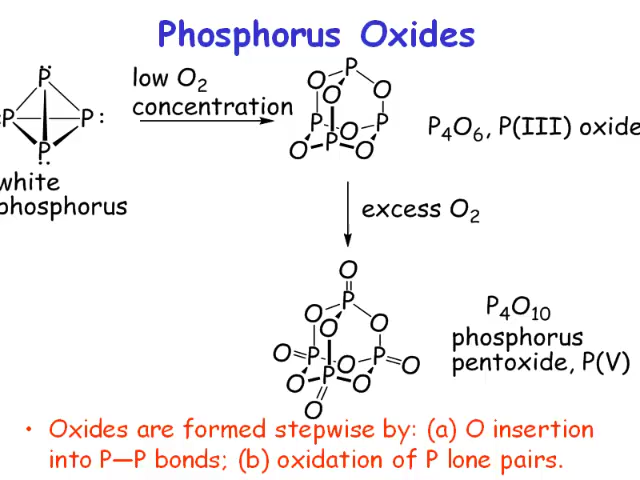 Phosphorus Oxides
low O2
concentration
white
phosphorus
P4O6, P(III) oxide
excess O2
P4O10
phosphorus
pentoxide, P(V)
P
P
P
P
P
O
O
O
P
P
O
P
O
O
O
P
O
O
O
O
P
O
P
O
P
O
O
O
• Oxides are formed stepwise by: (a) O insertion
into P—P bonds; (b) oxidation of P lone pairs.